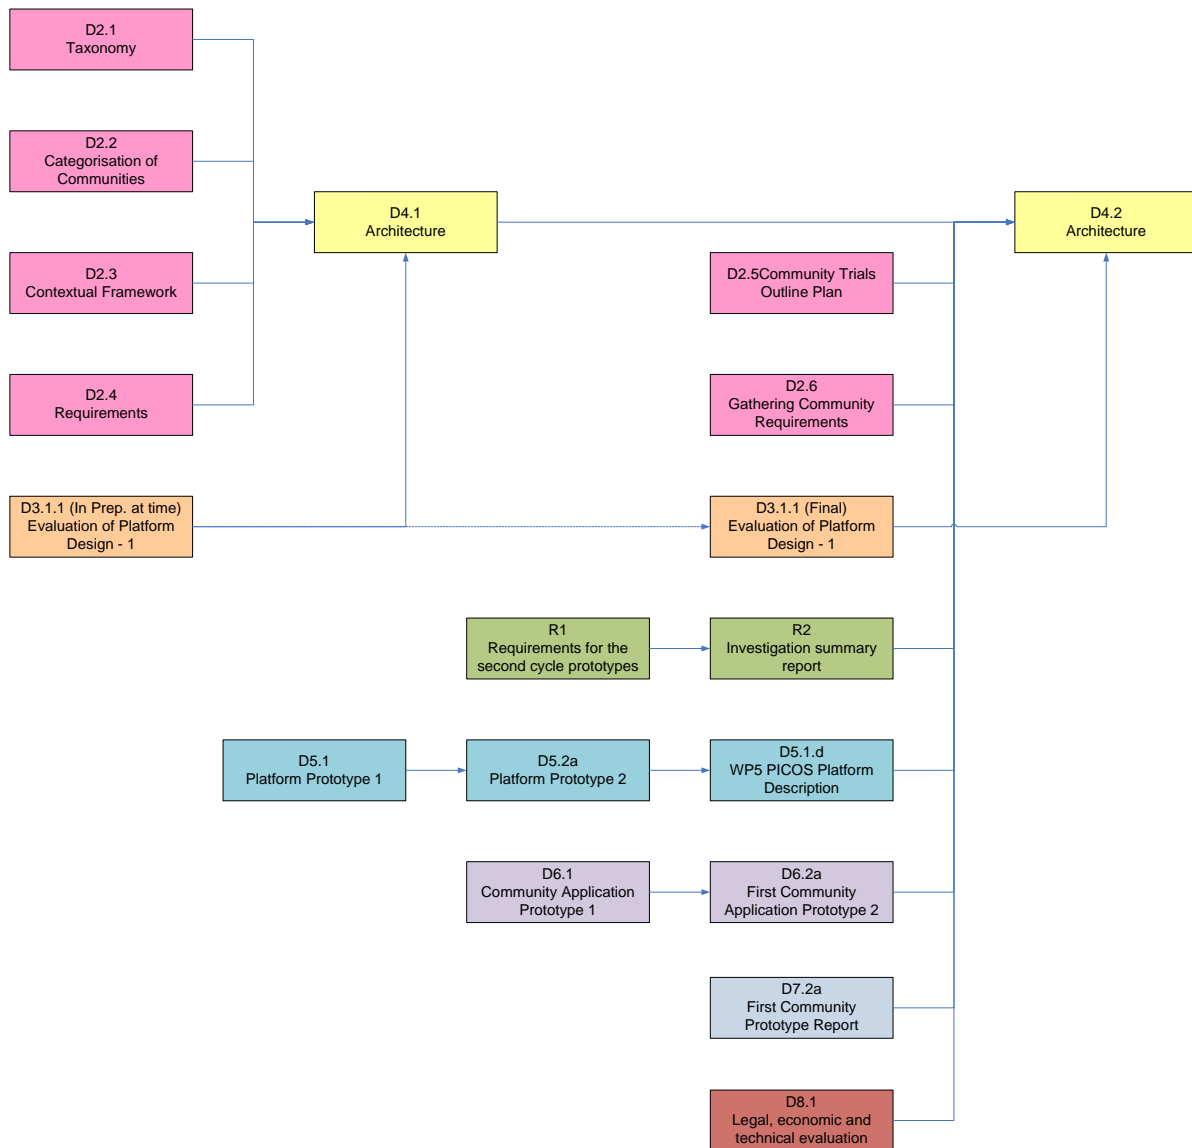 D2.1
Taxonomy
D2.2
Categorisation of
Communities
D4.1
Architecture
D4.2
Architecture
D2.3
Contextual Framework
D2.5Community Trials
Outline Plan
D2.4
Requirements
D2.6
Gathering Community
Requirements
D3.1.1 (In Prep. at time)
Evaluation of Platform
Design - 1
D3.1.1 (Final)
Evaluation of Platform
Design - 1
R1
Requirements for the
second cycle prototypes
R2
Investigation summary
report
D5.1
Platform Prototype 1
D5.2a
Platform Prototype 2
D5.1.d
WP5 PICOS Platform
Description
D6.1
Community Application
Prototype 1
D6.2a
First Community
Application Prototype 2
D7.2a
First Community
Prototype Report
D8.1
Legal, economic and
technical evaluation